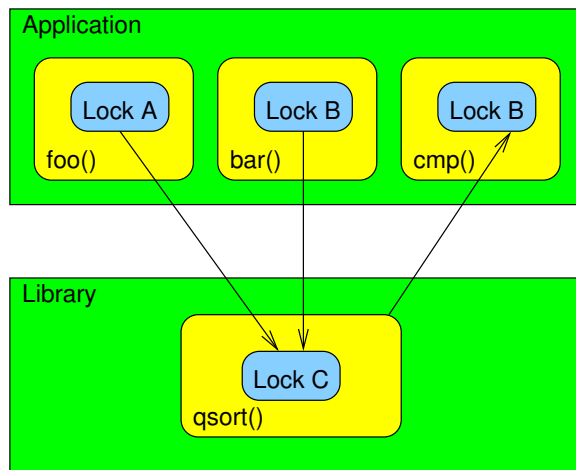 Application
Lock A
Lock B
Lock B
foo()
bar()
cmp()
Library
Lock C
qsort()